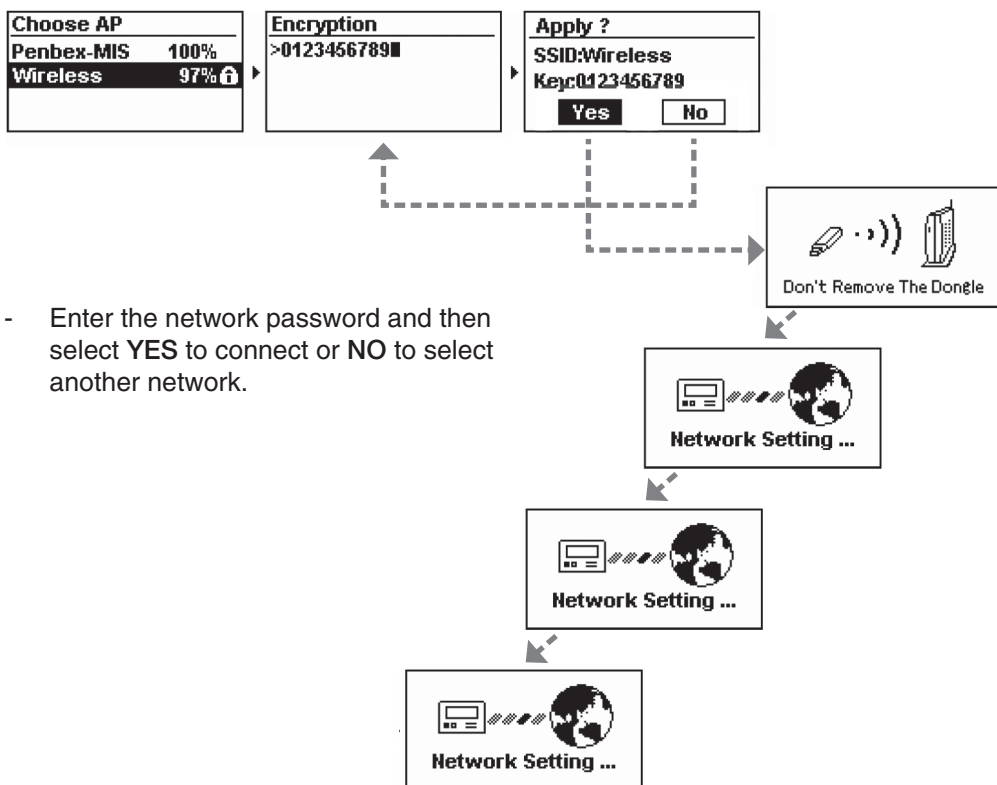 Choose AP
Penbex-MIS 100%
Wireless 97%
Encryption
>0123456789
Apply ?
SSID:Wireless
Key:0123456789
Yes No
Don't Remove The Dongle
- Enter the network password and then
select YES to connect or NO to select
another network.
Network Setting ...
Network Setting ...
Network Setting ...